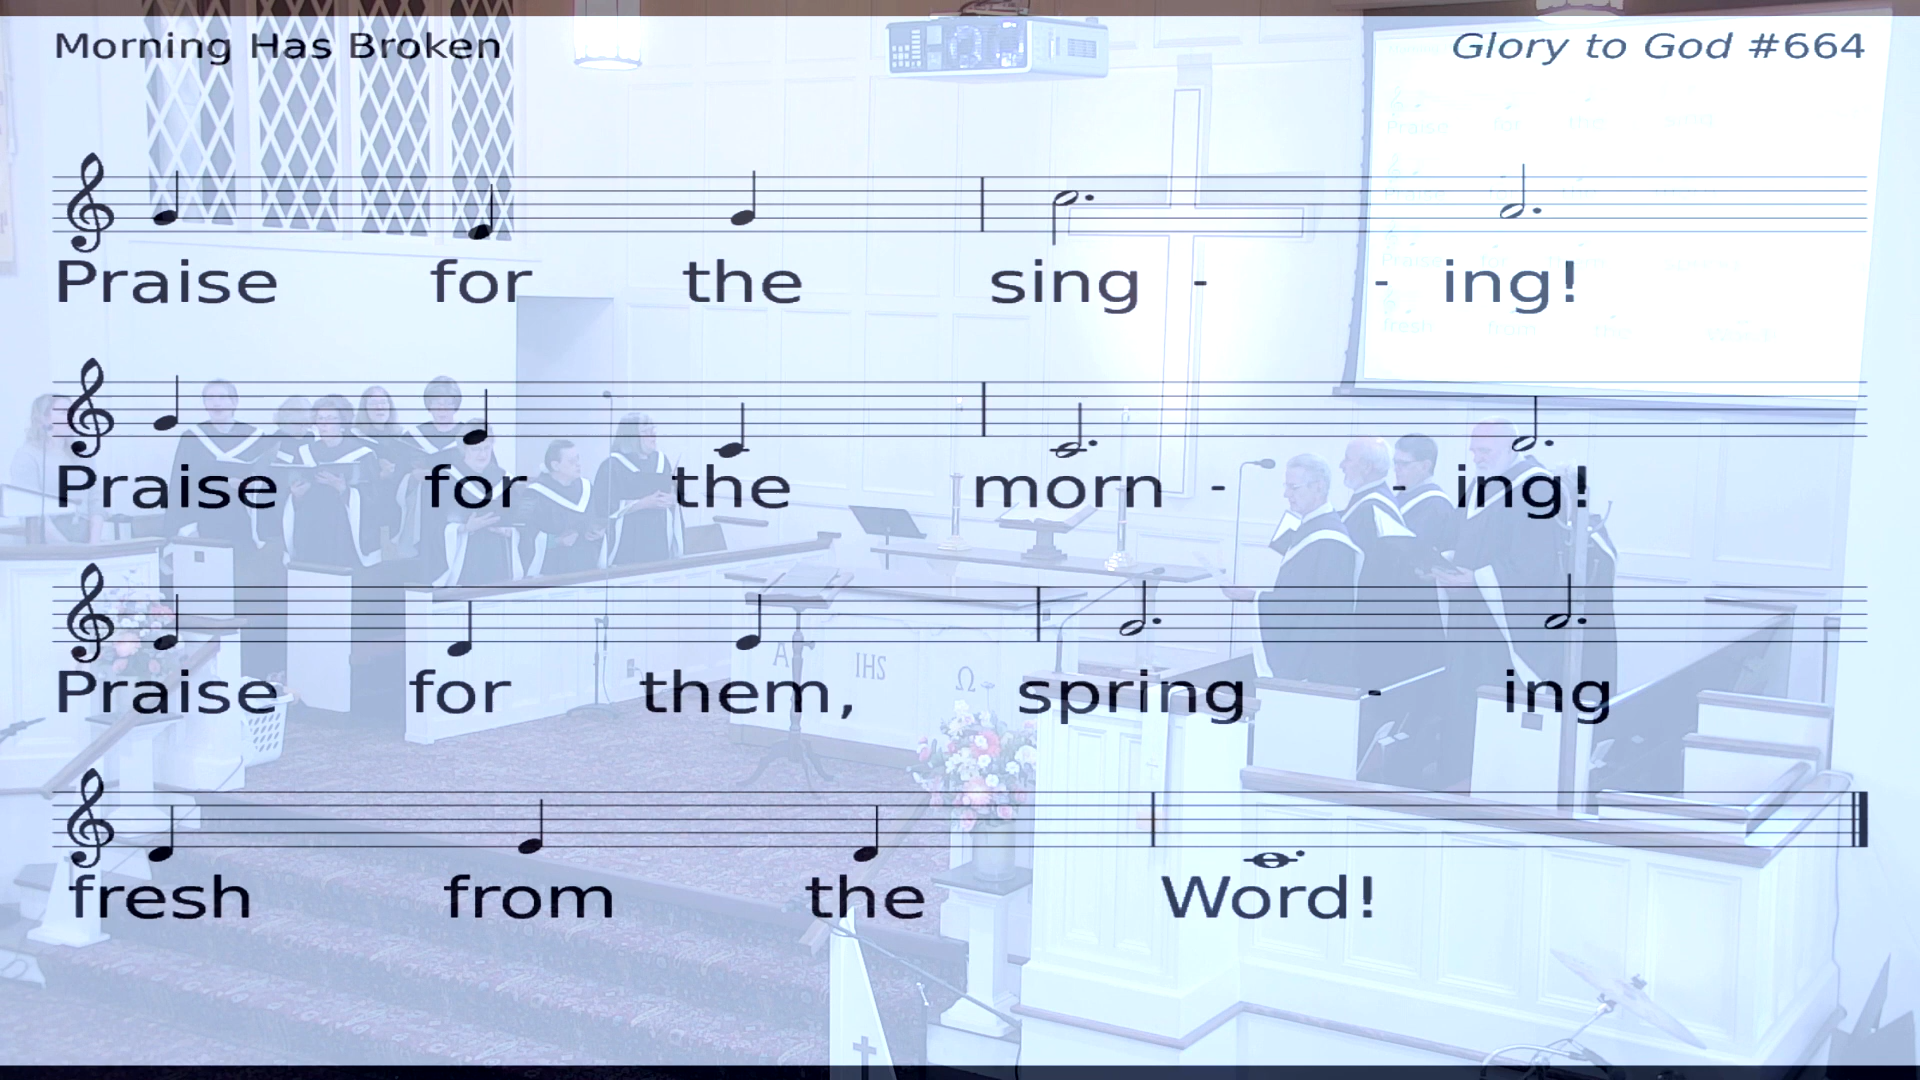 Morning Has Broken
Glory to God #664
Praise for the sing - - ing!
Praise for the morn - - ing!
Praise for them, spring - ing
fresh from the Word!
A IHS Ω